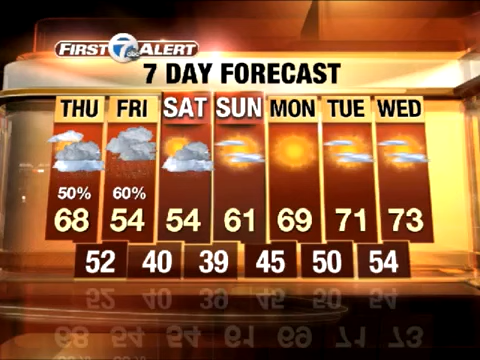 FIRST 7 abc ALERT
7 DAY FORECAST
THU FRI SAT SUN MON TUE WED
50% 60%
68 54 54 61 69 71 73
52 40 39 45 50 54